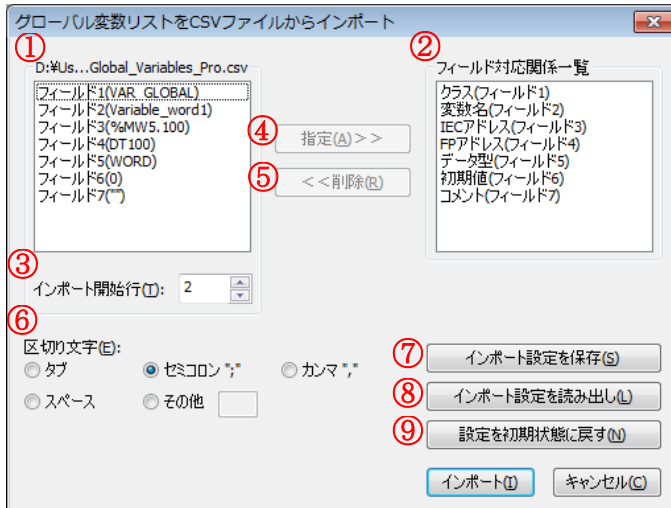 グローバル変数リストをCSVファイルからインポート
①
D:¥Us...Global_Variables_Pro.csv
フィールド1(VAR_GLOBAL)
フィールド2(Variable_word1)
フィールド3(%MW5.100)
フィールド4(DT100)
フィールド5(WORD)
フィールド6(0)
フィールド7("")
②
フィールド対応関係一覧
クラス(フィールド1)
変数名(フィールド2)
IECアドレス(フィールド3)
FPアドレス(フィールド4)
データ型(フィールド5)
初期値(フィールド6)
コメント(フィールド7)
④
指定(A)>>
⑤
<<削除(R)
③
インポート開始行(T): 2
⑥
区切り文字(E):
タブ セミコロン ";" カンマ ","
スペース その他
⑦ インポート設定を保存(S)
⑧ インポート設定を読み出し(L)
⑨ 設定を初期状態に戻す(N)
インポート(I) キャンセル(C)